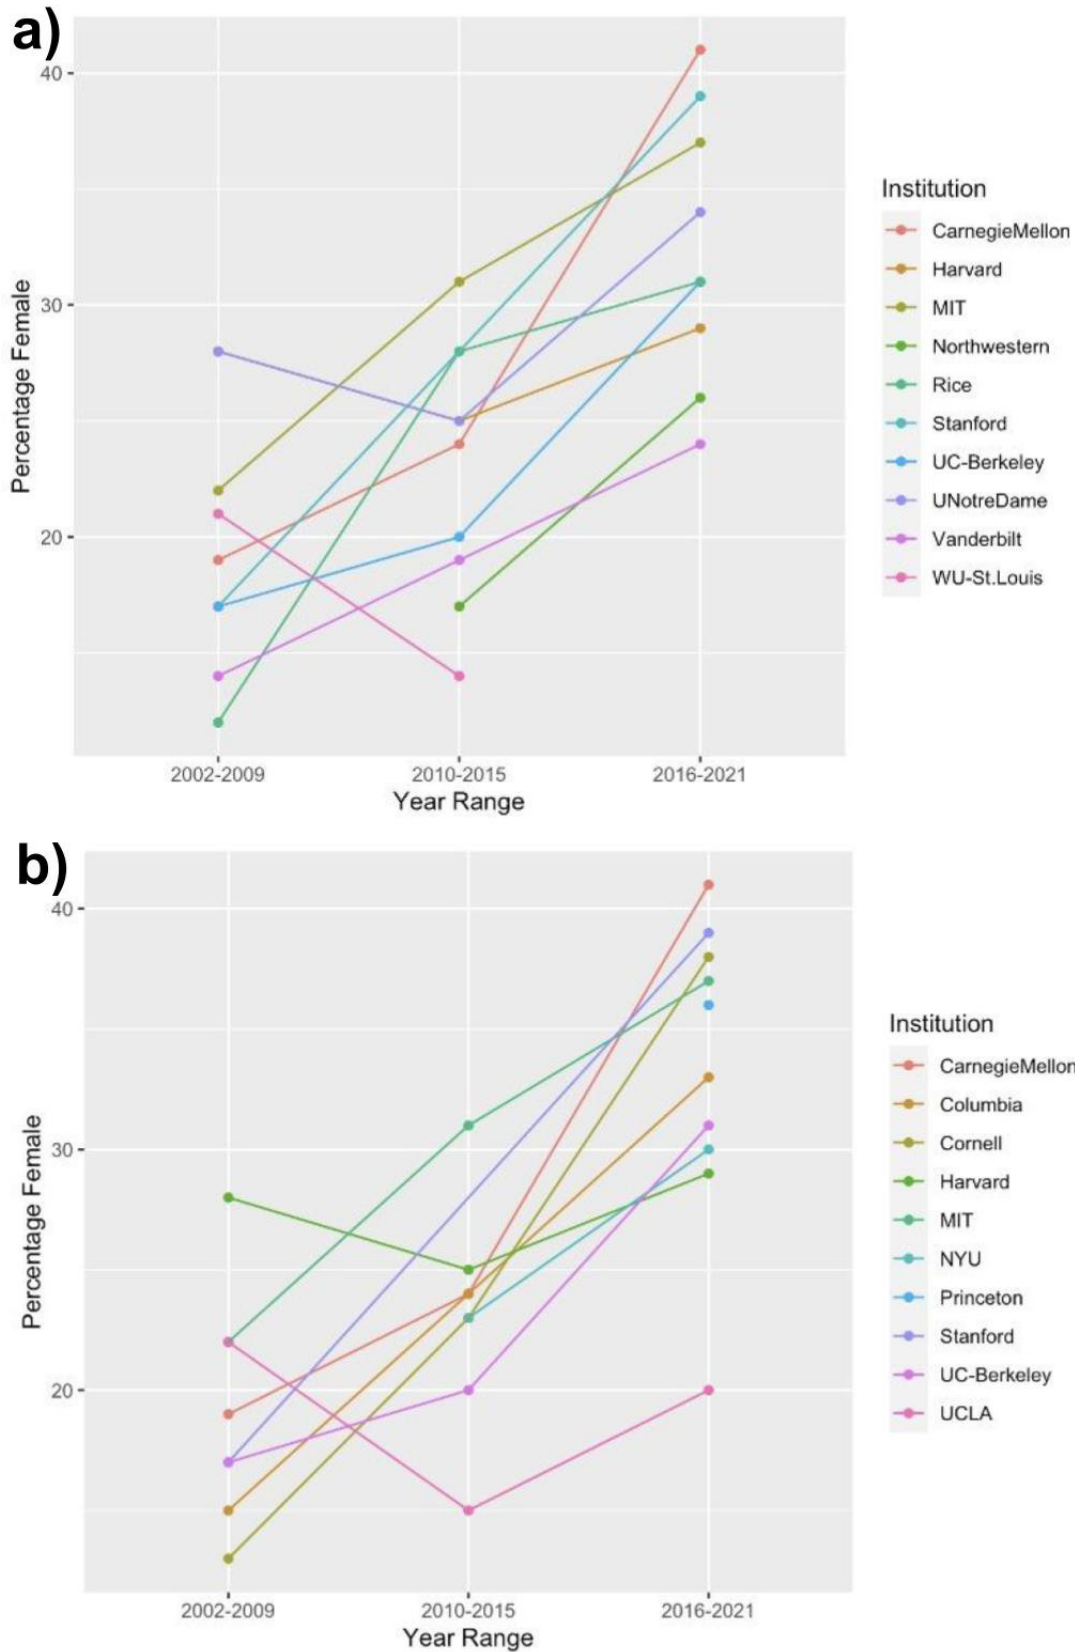 a)
40
30
20
Percentage Female
2002-2009 2010-2015 2016-2021
Year Range
Institution
CarnegieMellon
Harvard
MIT
Northwestern
Rice
Stanford
UC-Berkeley
UNotreDame
Vanderbilt
WU-St.Louis
b)
40
30
20
Percentage Female
2002-2009 2010-2015 2016-2021
Year Range
Institution
CarnegieMellon
Columbia
Cornell
Harvard
MIT
NYU
Princeton
Stanford
UC-Berkeley
UCLA